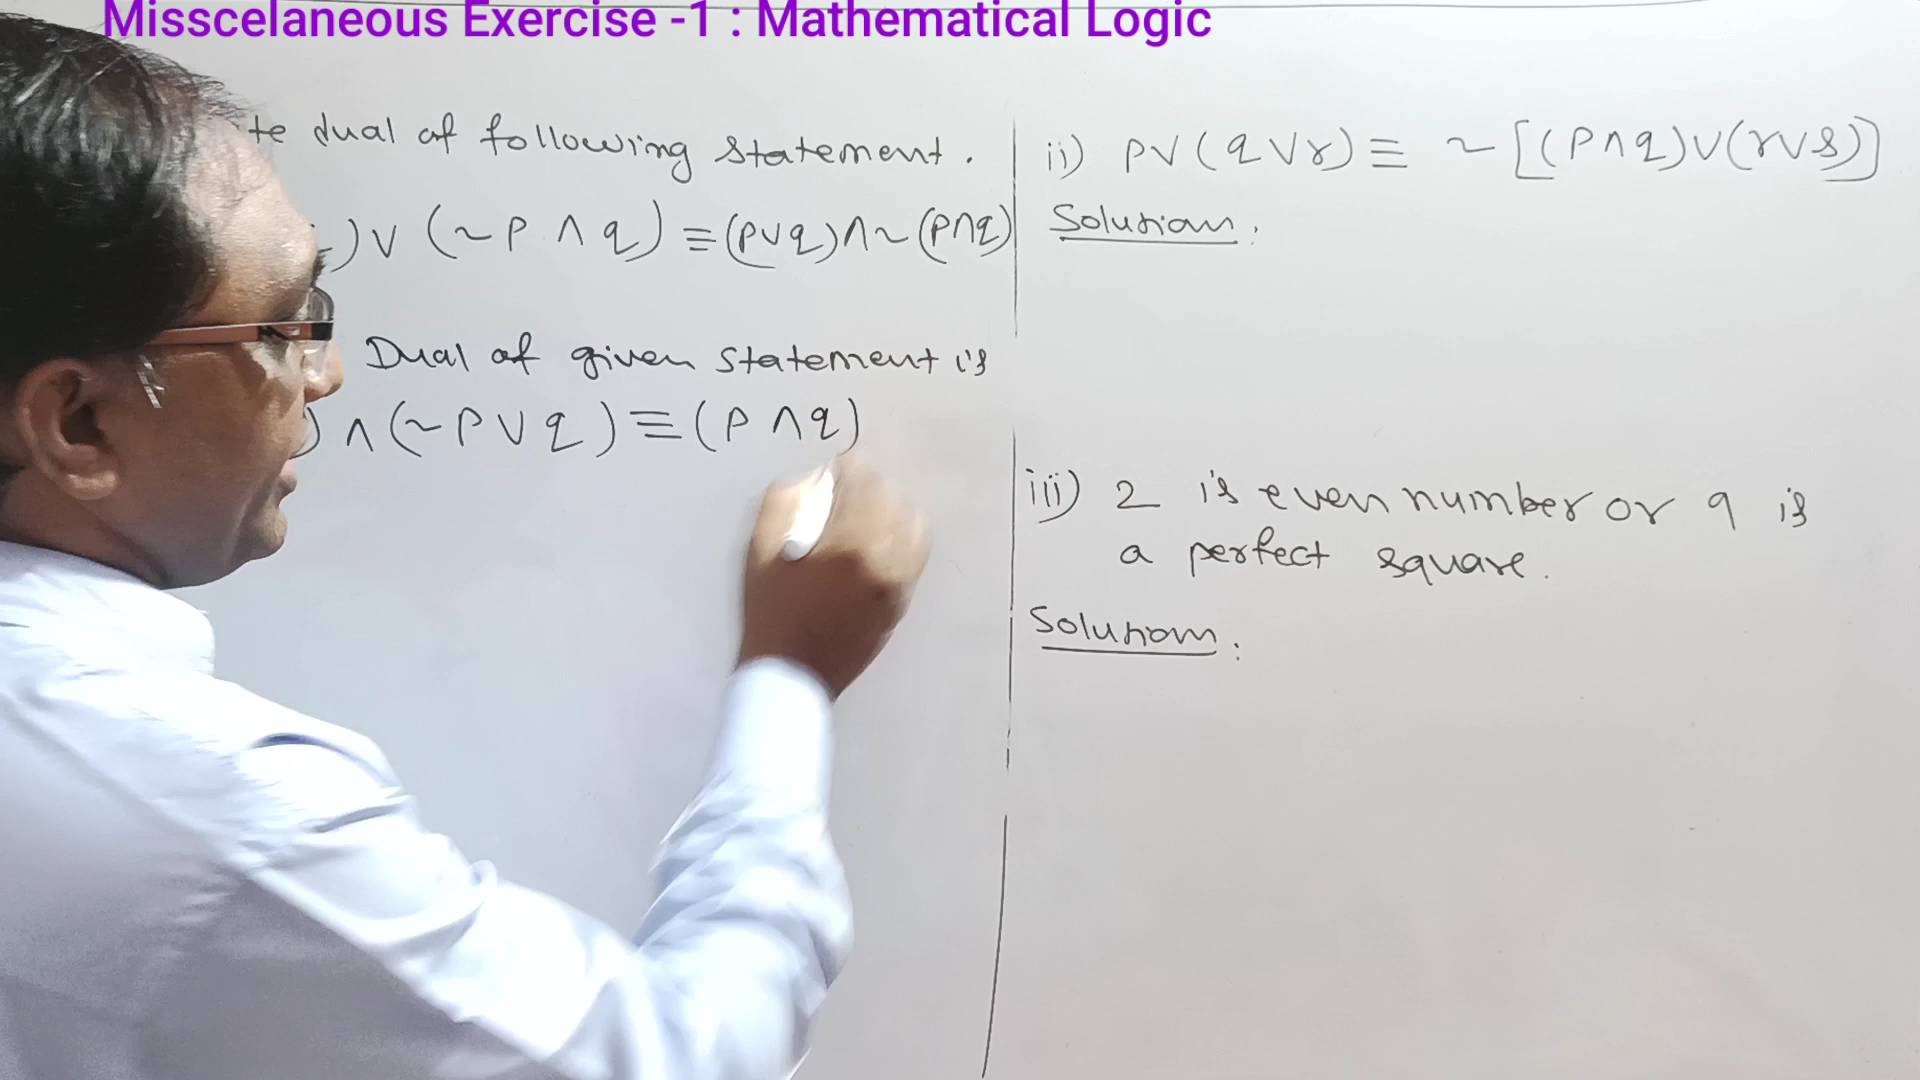 Misscelaneous Exercise -1 : Mathematical Logic
te dual of following statement.
) ∨ (~p ∧ q) ≡ (p∨q) ∧ ~(p∧q)
Dual of given statement is
) ∧ (~p ∨ q) ≡ (p ∧ q)
ii) p∨(q∨r) ≡ ~[(p∧q)∨(r∨s)]
Solution:
iii) 2 is even number or 9 is
a perfect square.
Solution: